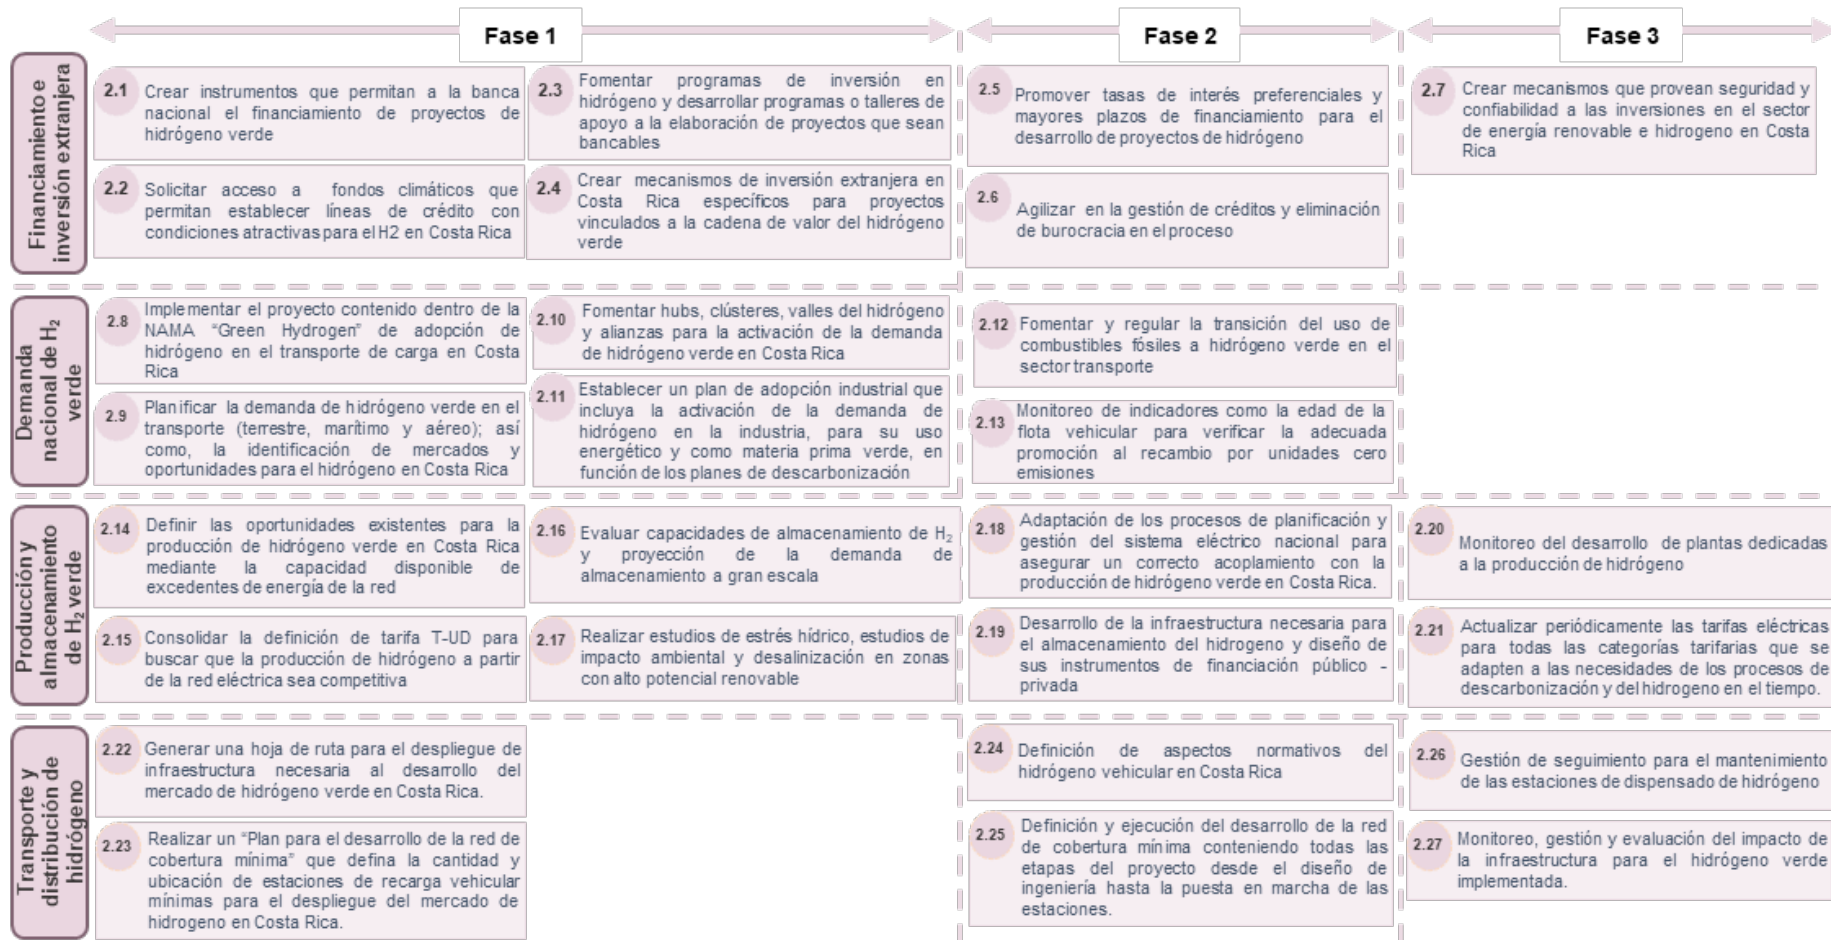 Fase 1
Fase 2
Fase 3
Financiamiento e
inversión extranjera
2.1
Crear instrumentos que permitan a la banca
nacional el financiamiento de proyectos de
hidrógeno verde
2.2
Solicitar acceso a fondos climáticos que
permitan establecer líneas de crédito con
condiciones atractivas para el H2 en Costa Rica
2.3
Fomentar programas de inversión en
hidrógeno y desarrollar programas o talleres de
apoyo a la elaboración de proyectos que sean
bancables
2.4
Crear mecanismos de inversión extranjera en
Costa Rica específicos para proyectos
vinculados a la cadena de valor del hidrógeno
verde
2.5
Promover tasas de interés preferenciales y
mayores plazos de financiamiento para el
desarrollo de proyectos de hidrógeno
2.6
Agilizar en la gestión de créditos y eliminación
de burocracia en el proceso
2.7
Crear mecanismos que provean seguridad y
confiabilidad a las inversiones en el sector
de energía renovable e hidrogeno en Costa
Rica
Demanda
nacional de H₂
verde
2.8
Implementar el proyecto contenido dentro de la
NAMA “Green Hydrogen” de adopción de
hidrógeno en el transporte de carga en Costa
Rica
2.9
Planificar la demanda de hidrógeno verde en el
transporte (terrestre, marítimo y aéreo); así
como, la identificación de mercados y
oportunidades para el hidrógeno en Costa Rica
2.10
Fomentar hubs, clústeres, valles del hidrógeno
y alianzas para la activación de la demanda
de hidrógeno verde en Costa Rica
2.11
Establecer un plan de adopción industrial que
incluya la activación de la demanda de
hidrógeno en la industria, para su uso
energético y como materia prima verde, en
función de los planes de descarbonización
2.12
Fomentar y regular la transición del uso de
combustibles fósiles a hidrógeno verde en el
sector transporte
2.13
Monitoreo de indicadores como la edad de la
flota vehicular para verificar la adecuada
promoción al recambio por unidades cero
emisiones
Producción y
almacenamiento
de H₂ verde
2.14
Definir las oportunidades existentes para la
producción de hidrógeno verde en Costa Rica
mediante la capacidad disponible de
excedentes de energía de la red
2.15
Consolidar la definición de tarifa T-UD para
buscar que la producción de hidrógeno a partir
de la red eléctrica sea competitiva
2.16
Evaluar capacidades de almacenamiento de H₂
y proyección de la demanda de
almacenamiento a gran escala
2.17
Realizar estudios de estrés hídrico, estudios de
impacto ambiental y desalinización en zonas
con alto potencial renovable
2.18
Adaptación de los procesos de planificación y
gestión del sistema eléctrico nacional para
asegurar un correcto acoplamiento con la
producción de hidrógeno verde en Costa Rica.
2.19
Desarrollo de la infraestructura necesaria para
el almacenamiento del hidrogeno y diseño de
sus instrumentos de financiación público -
privada
2.20
Monitoreo del desarrollo de plantas dedicadas
a la producción de hidrógeno
2.21
Actualizar periódicamente las tarifas eléctricas
para todas las categorías tarifarias que se
adapten a las necesidades de los procesos de
descarbonización y del hidrogeno en el tiempo.
Transporte y
distribución de
hidrógeno
2.22
Generar una hoja de ruta para el despliegue de
infraestructura necesaria al desarrollo del
mercado de hidrógeno verde en Costa Rica.
2.23
Realizar un “Plan para el desarrollo de la red de
cobertura mínima” que defina la cantidad y
ubicación de estaciones de recarga vehicular
mínimas para el despliegue del mercado de
hidrogeno en Costa Rica.
2.24
Definición de aspectos normativos del
hidrógeno vehicular en Costa Rica
2.25
Definición y ejecución del desarrollo de la red
de cobertura mínima conteniendo todas las
etapas del proyecto desde el diseño de
ingeniería hasta la puesta en marcha de las
estaciones.
2.26
Gestión de seguimiento para el mantenimiento
de las estaciones de dispensado de hidrógeno
2.27
Monitoreo, gestión y evaluación del impacto de
la infraestructura para el hidrógeno verde
implementada.